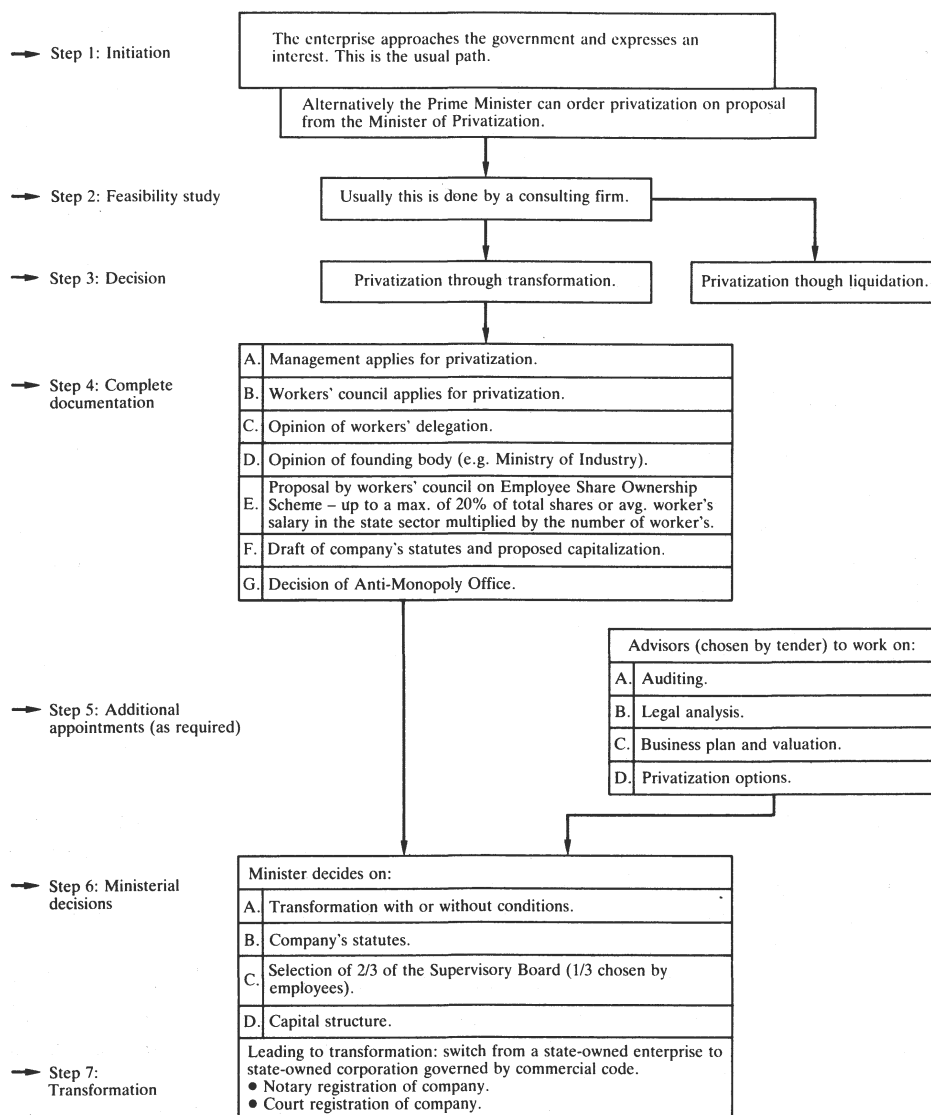 Step 1: Initiation
The enterprise approaches the government and expresses an
interest. This is the usual path.
Alternatively the Prime Minister can order privatization on proposal
from the Minister of Privatization.
Step 2: Feasibility study
Usually this is done by a consulting firm.
Step 3: Decision
Privatization through transformation.
Privatization though liquidation.
Step 4: Complete
documentation
A. Management applies for privatization.
B. Workers' council applies for privatization.
C. Opinion of workers' delegation.
D. Opinion of founding body (e.g. Ministry of Industry).
E. Proposal by workers' council on Employee Share Ownership
Scheme – up to a max. of 20% of total shares or avg. worker's
salary in the state sector multiplied by the number of worker's.
F. Draft of company's statutes and proposed capitalization.
G. Decision of Anti-Monopoly Office.
Step 5: Additional
appointments (as required)
Advisors (chosen by tender) to work on:
A. Auditing.
B. Legal analysis.
C. Business plan and valuation.
D. Privatization options.
Step 6: Ministerial
decisions
Minister decides on:
A. Transformation with or without conditions.
B. Company's statutes.
C. Selection of 2/3 of the Supervisory Board (1/3 chosen by
employees).
D. Capital structure.
Step 7:
Transformation
Leading to transformation: switch from a state-owned enterprise to
state-owned corporation governed by commercial code.
● Notary registration of company.
● Court registration of company.